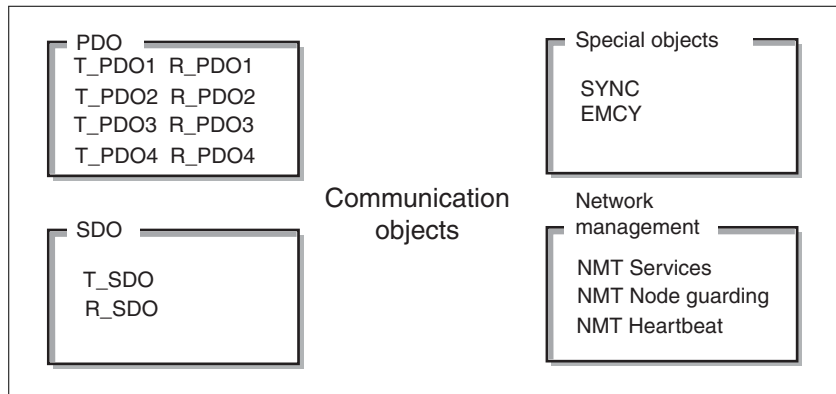 PDO
T_PDO1 R_PDO1
T_PDO2 R_PDO2
T_PDO3 R_PDO3
T_PDO4 R_PDO4
SDO
T_SDO
R_SDO
Communication
objects
Special objects
SYNC
EMCY
Network
management
NMT Services
NMT Node guarding
NMT Heartbeat